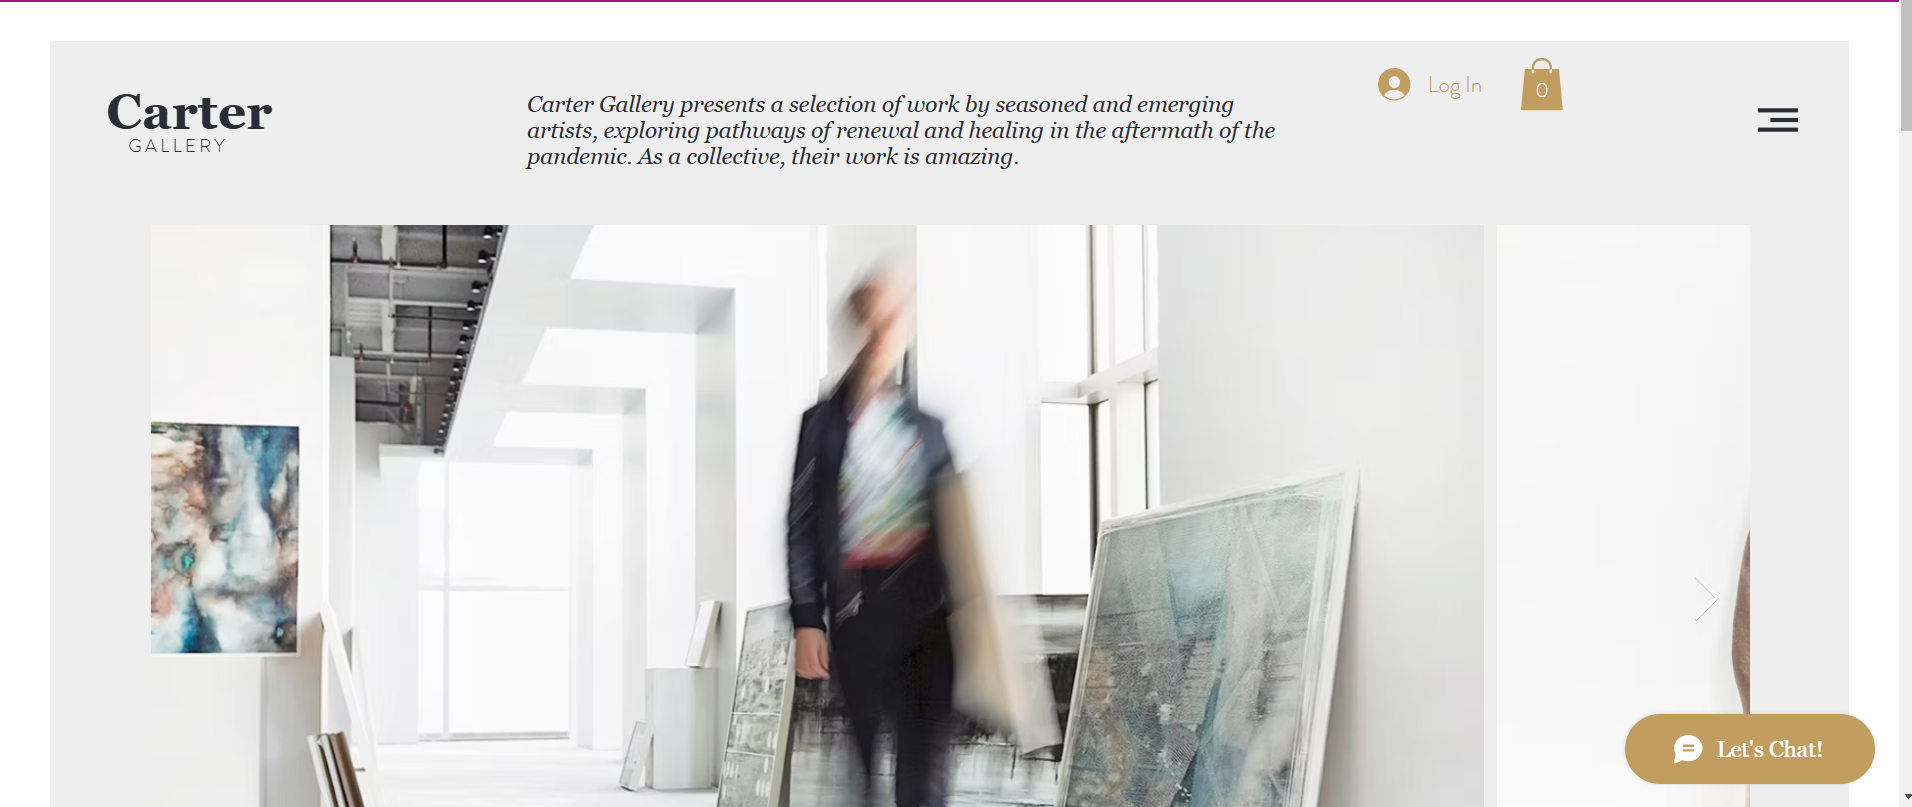 Carter
GALLERY
Carter Gallery presents a selection of work by seasoned and emerging
artists, exploring pathways of renewal and healing in the aftermath of the
pandemic. As a collective, their work is amazing.
Log In
0
Let's Chat!